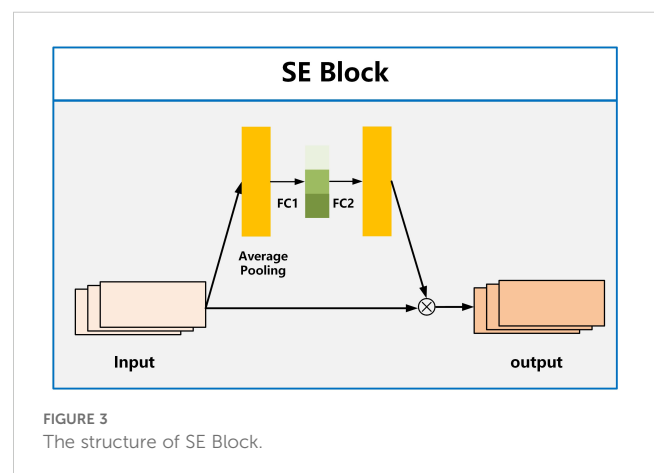 SE Block
FC1
FC2
Average
Pooling
Input
output
FIGURE 3
The structure of SE Block.